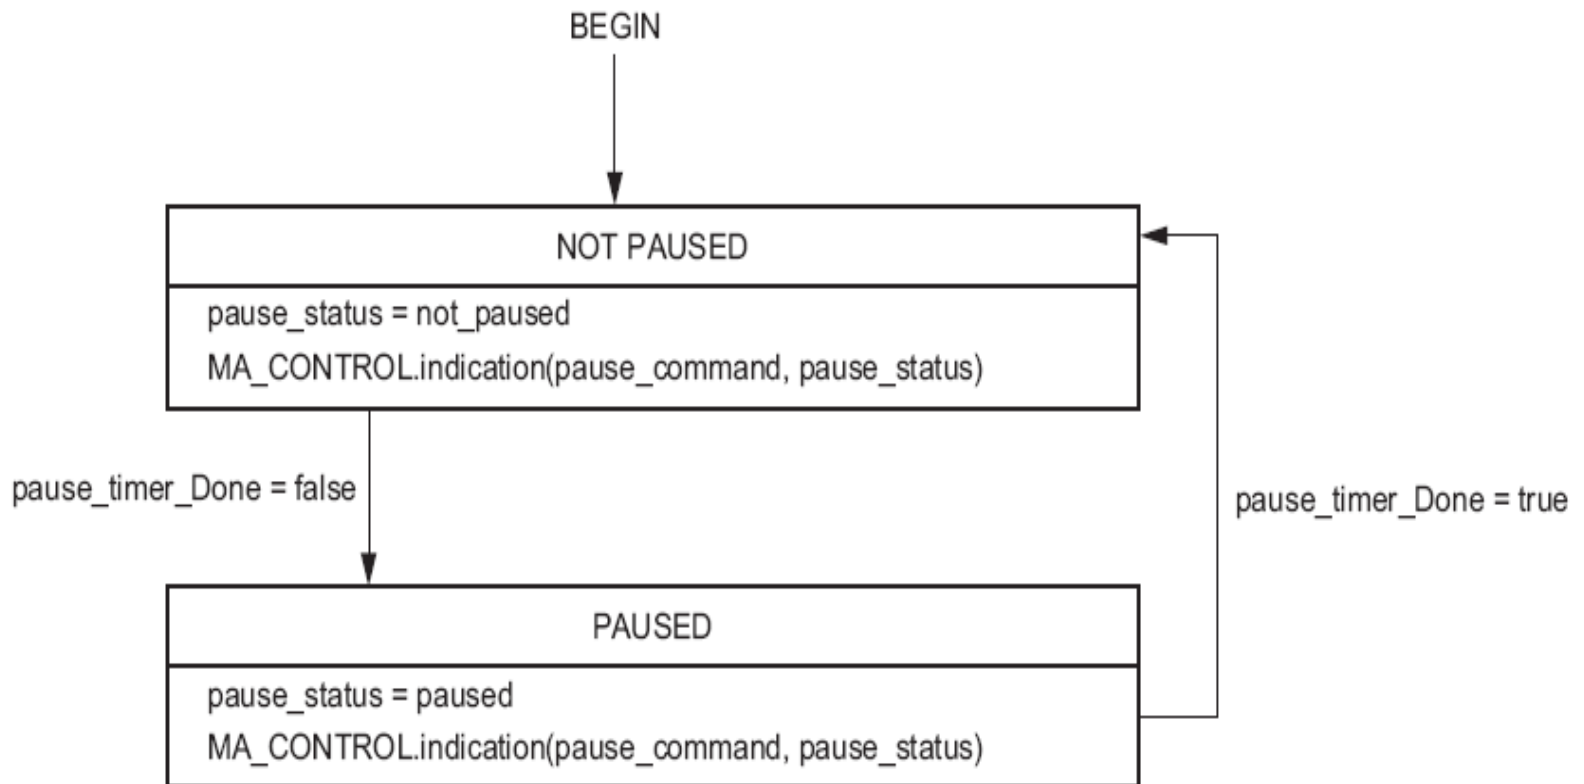 BEGIN
NOT PAUSED
pause_status = not_paused
MA_CONTROL.indication(pause_command, pause_status)
pause_timer_Done = false
pause_timer_Done = true
PAUSED
pause_status = paused
MA_CONTROL.indication(pause_command, pause_status)